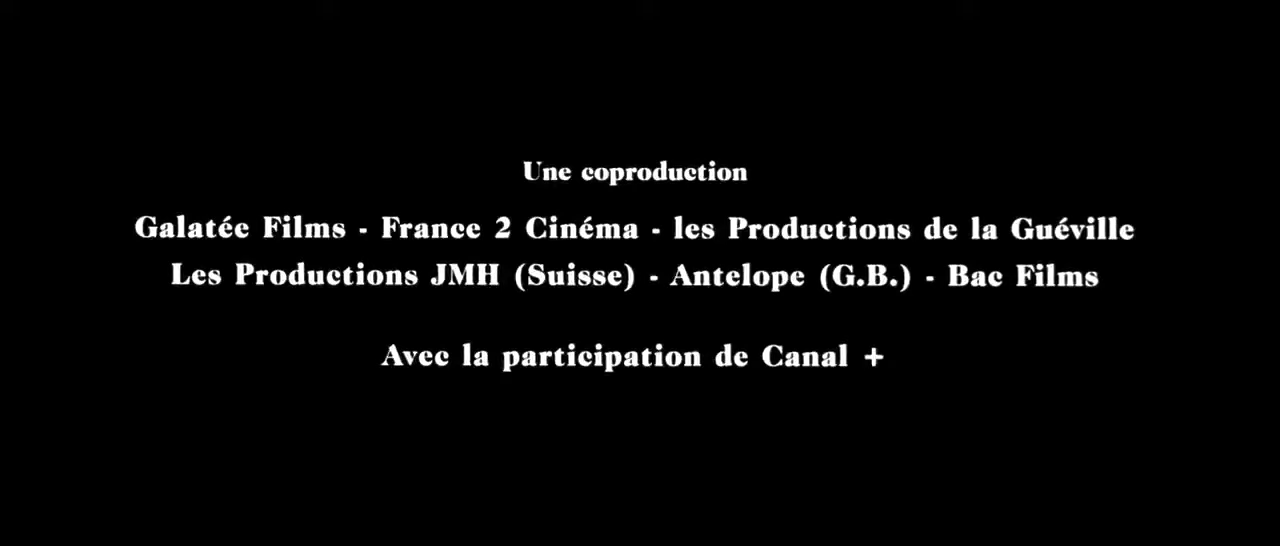 Une coproduction
Galatée Films - France 2 Cinéma - les Productions de la Guéville
Les Productions JMH (Suisse) - Antelope (G.B.) - Bac Films
Avec la participation de Canal +